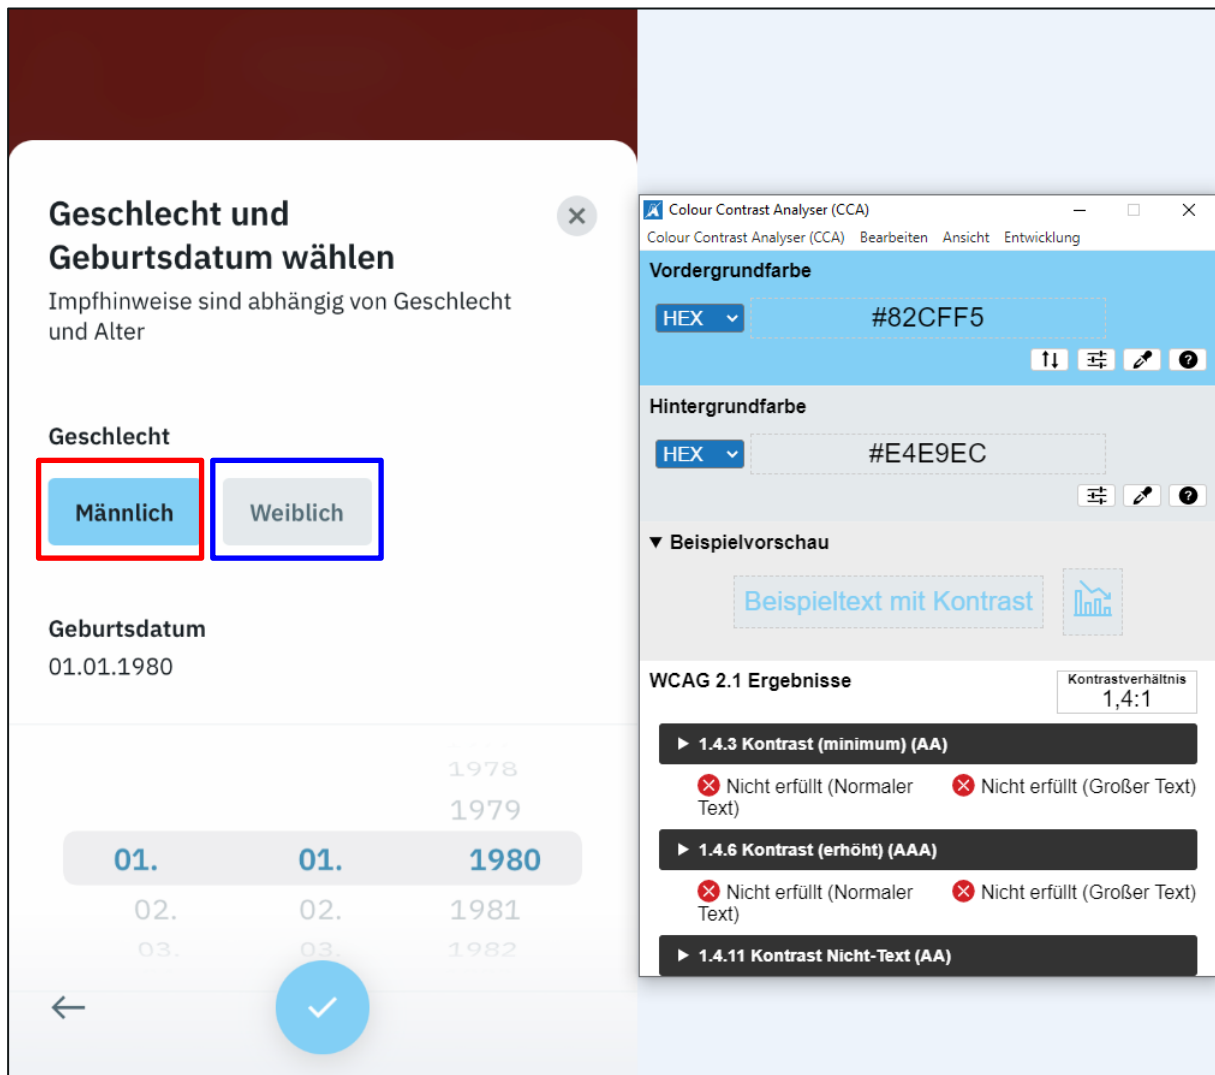 Geschlecht und
Geburtsdatum wählen
Impfhinweise sind abhängig von Geschlecht
und Alter
Geschlecht
Männlich
Weiblich
Geburtsdatum
01.01.1980
1978
1979
01. 01. 1980
02. 02. 1981
03. 03. 1982
Colour Contrast Analyser (CCA)
Colour Contrast Analyser (CCA) Bearbeiten Ansicht Entwicklung
Vordergrundfarbe
HEX #82CFF5
Hintergrundfarbe
HEX #E4E9EC
▼ Beispielvorschau
Beispieltext mit Kontrast
WCAG 2.1 Ergebnisse
Kontrastverhältnis
1,4:1
▶ 1.4.3 Kontrast (minimum) (AA)
Nicht erfüllt (Normaler
Text)
Nicht erfüllt (Großer Text)
▶ 1.4.6 Kontrast (erhöht) (AAA)
Nicht erfüllt (Normaler
Text)
Nicht erfüllt (Großer Text)
▶ 1.4.11 Kontrast Nicht-Text (AA)